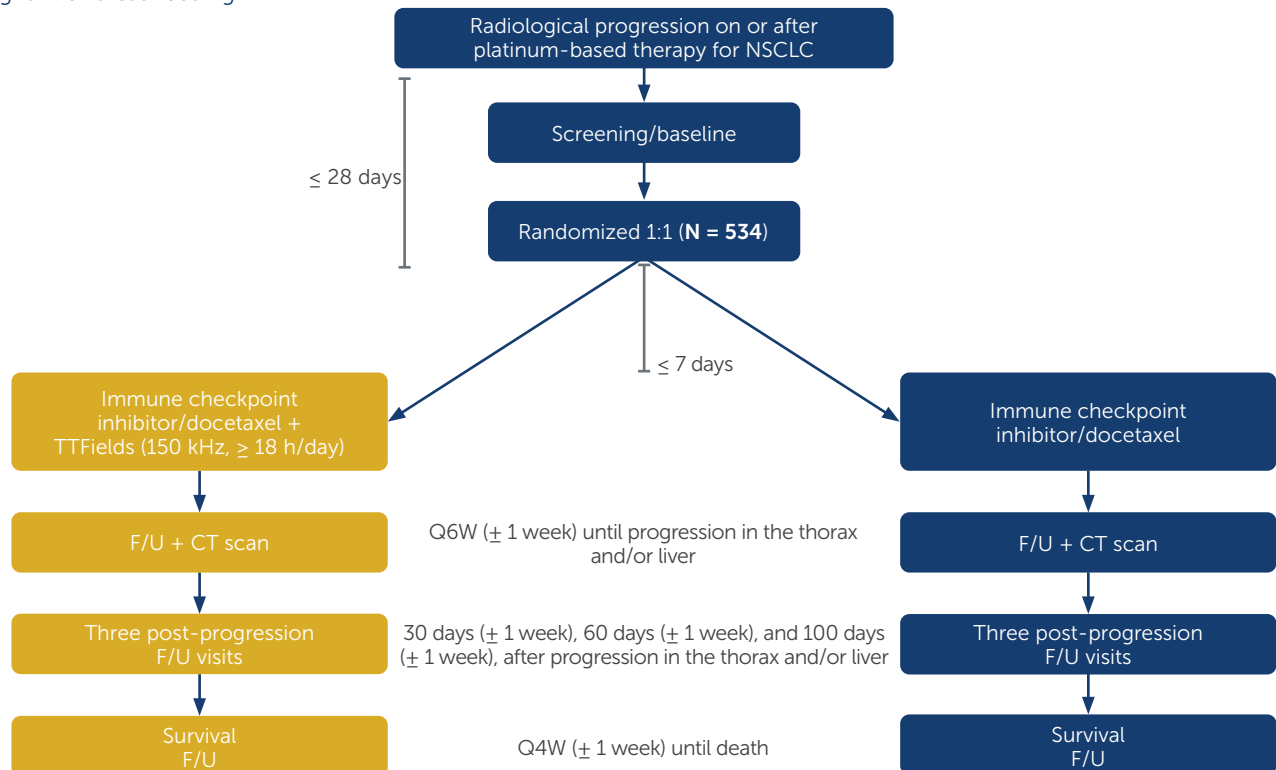 Radiological progression on or after
platinum-based therapy for NSCLC
Screening/baseline
≤ 28 days
Randomized 1:1 (N = 534)
≤ 7 days
Immune checkpoint
inhibitor/docetaxel +
TTFields (150 kHz, ≥ 18 h/day)
Immune checkpoint
inhibitor/docetaxel
F/U + CT scan
Q6W (± 1 week) until progression in the thorax
and/or liver
F/U + CT scan
Three post-progression
F/U visits
30 days (± 1 week), 60 days (± 1 week), and 100 days
(± 1 week), after progression in the thorax and/or liver
Three post-progression
F/U visits
Survival
F/U
Q4W (± 1 week) until death
Survival
F/U